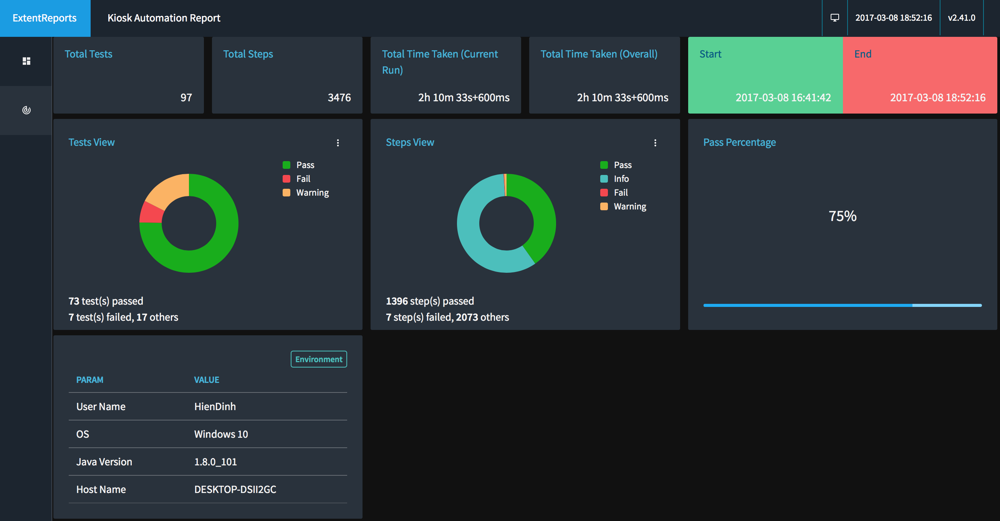 ExtentReports
Kiosk Automation Report
2017-03-08 18:52:16
v2.41.0
Total Tests
97
Total Steps
3476
Total Time Taken (Current
Run)
2h 10m 33s+600ms
Total Time Taken (Overall)
2h 10m 33s+600ms
Start
2017-03-08 16:41:42
End
2017-03-08 18:52:16
Tests View
Pass
Fail
Warning
73 test(s) passed
7 test(s) failed, 17 others
Steps View
Pass
Info
Fail
Warning
1396 step(s) passed
7 step(s) failed, 2073 others
Pass Percentage
75%
Environment
PARAM VALUE
User Name HienDinh
OS Windows 10
Java Version 1.8.0_101
Host Name DESKTOP-DSII2GC